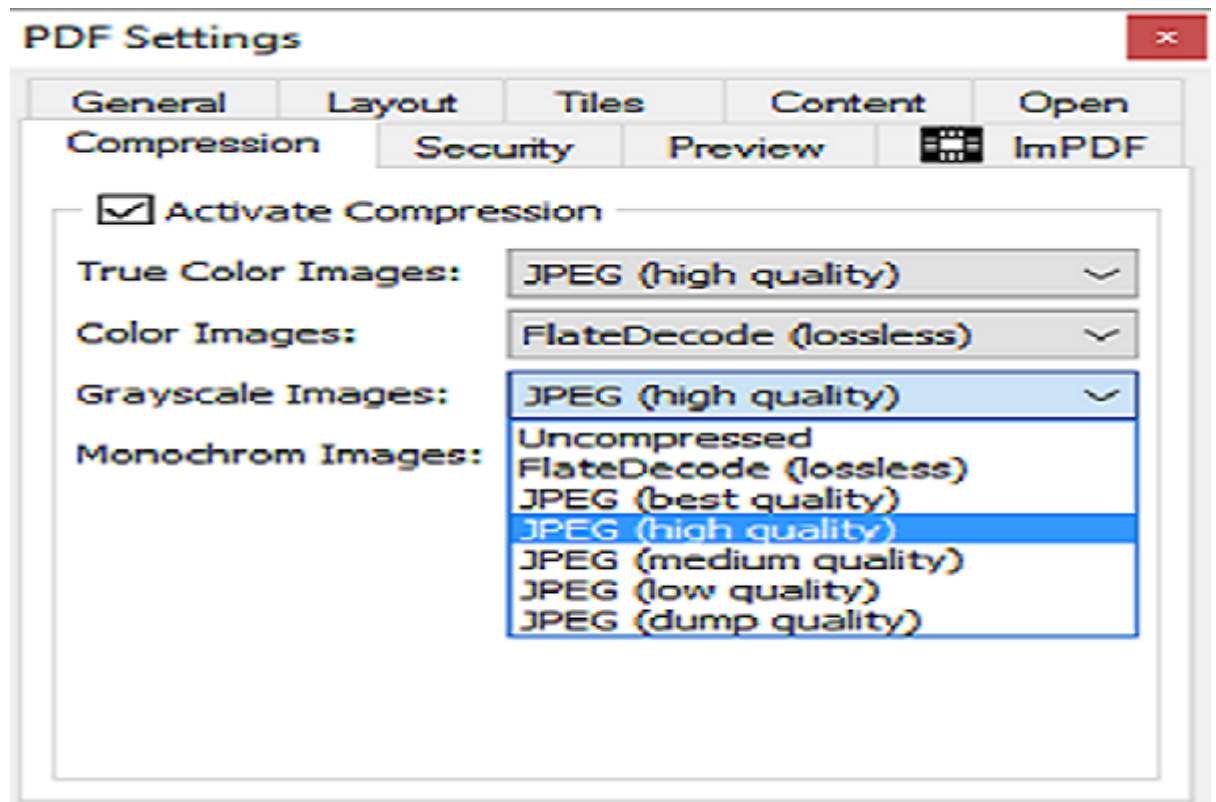 PDF Settings
General Layout Tiles Content Open
Compression Security Preview ImPDF
Activate Compression
True Color Images: JPEG (high quality)
Color Images: FlateDecode (lossless)
Grayscale Images: JPEG (high quality)
Monochrom Images:
Uncompressed
FlateDecode (lossless)
JPEG (best quality)
JPEG (high quality)
JPEG (medium quality)
JPEG (low quality)
JPEG (dump quality)